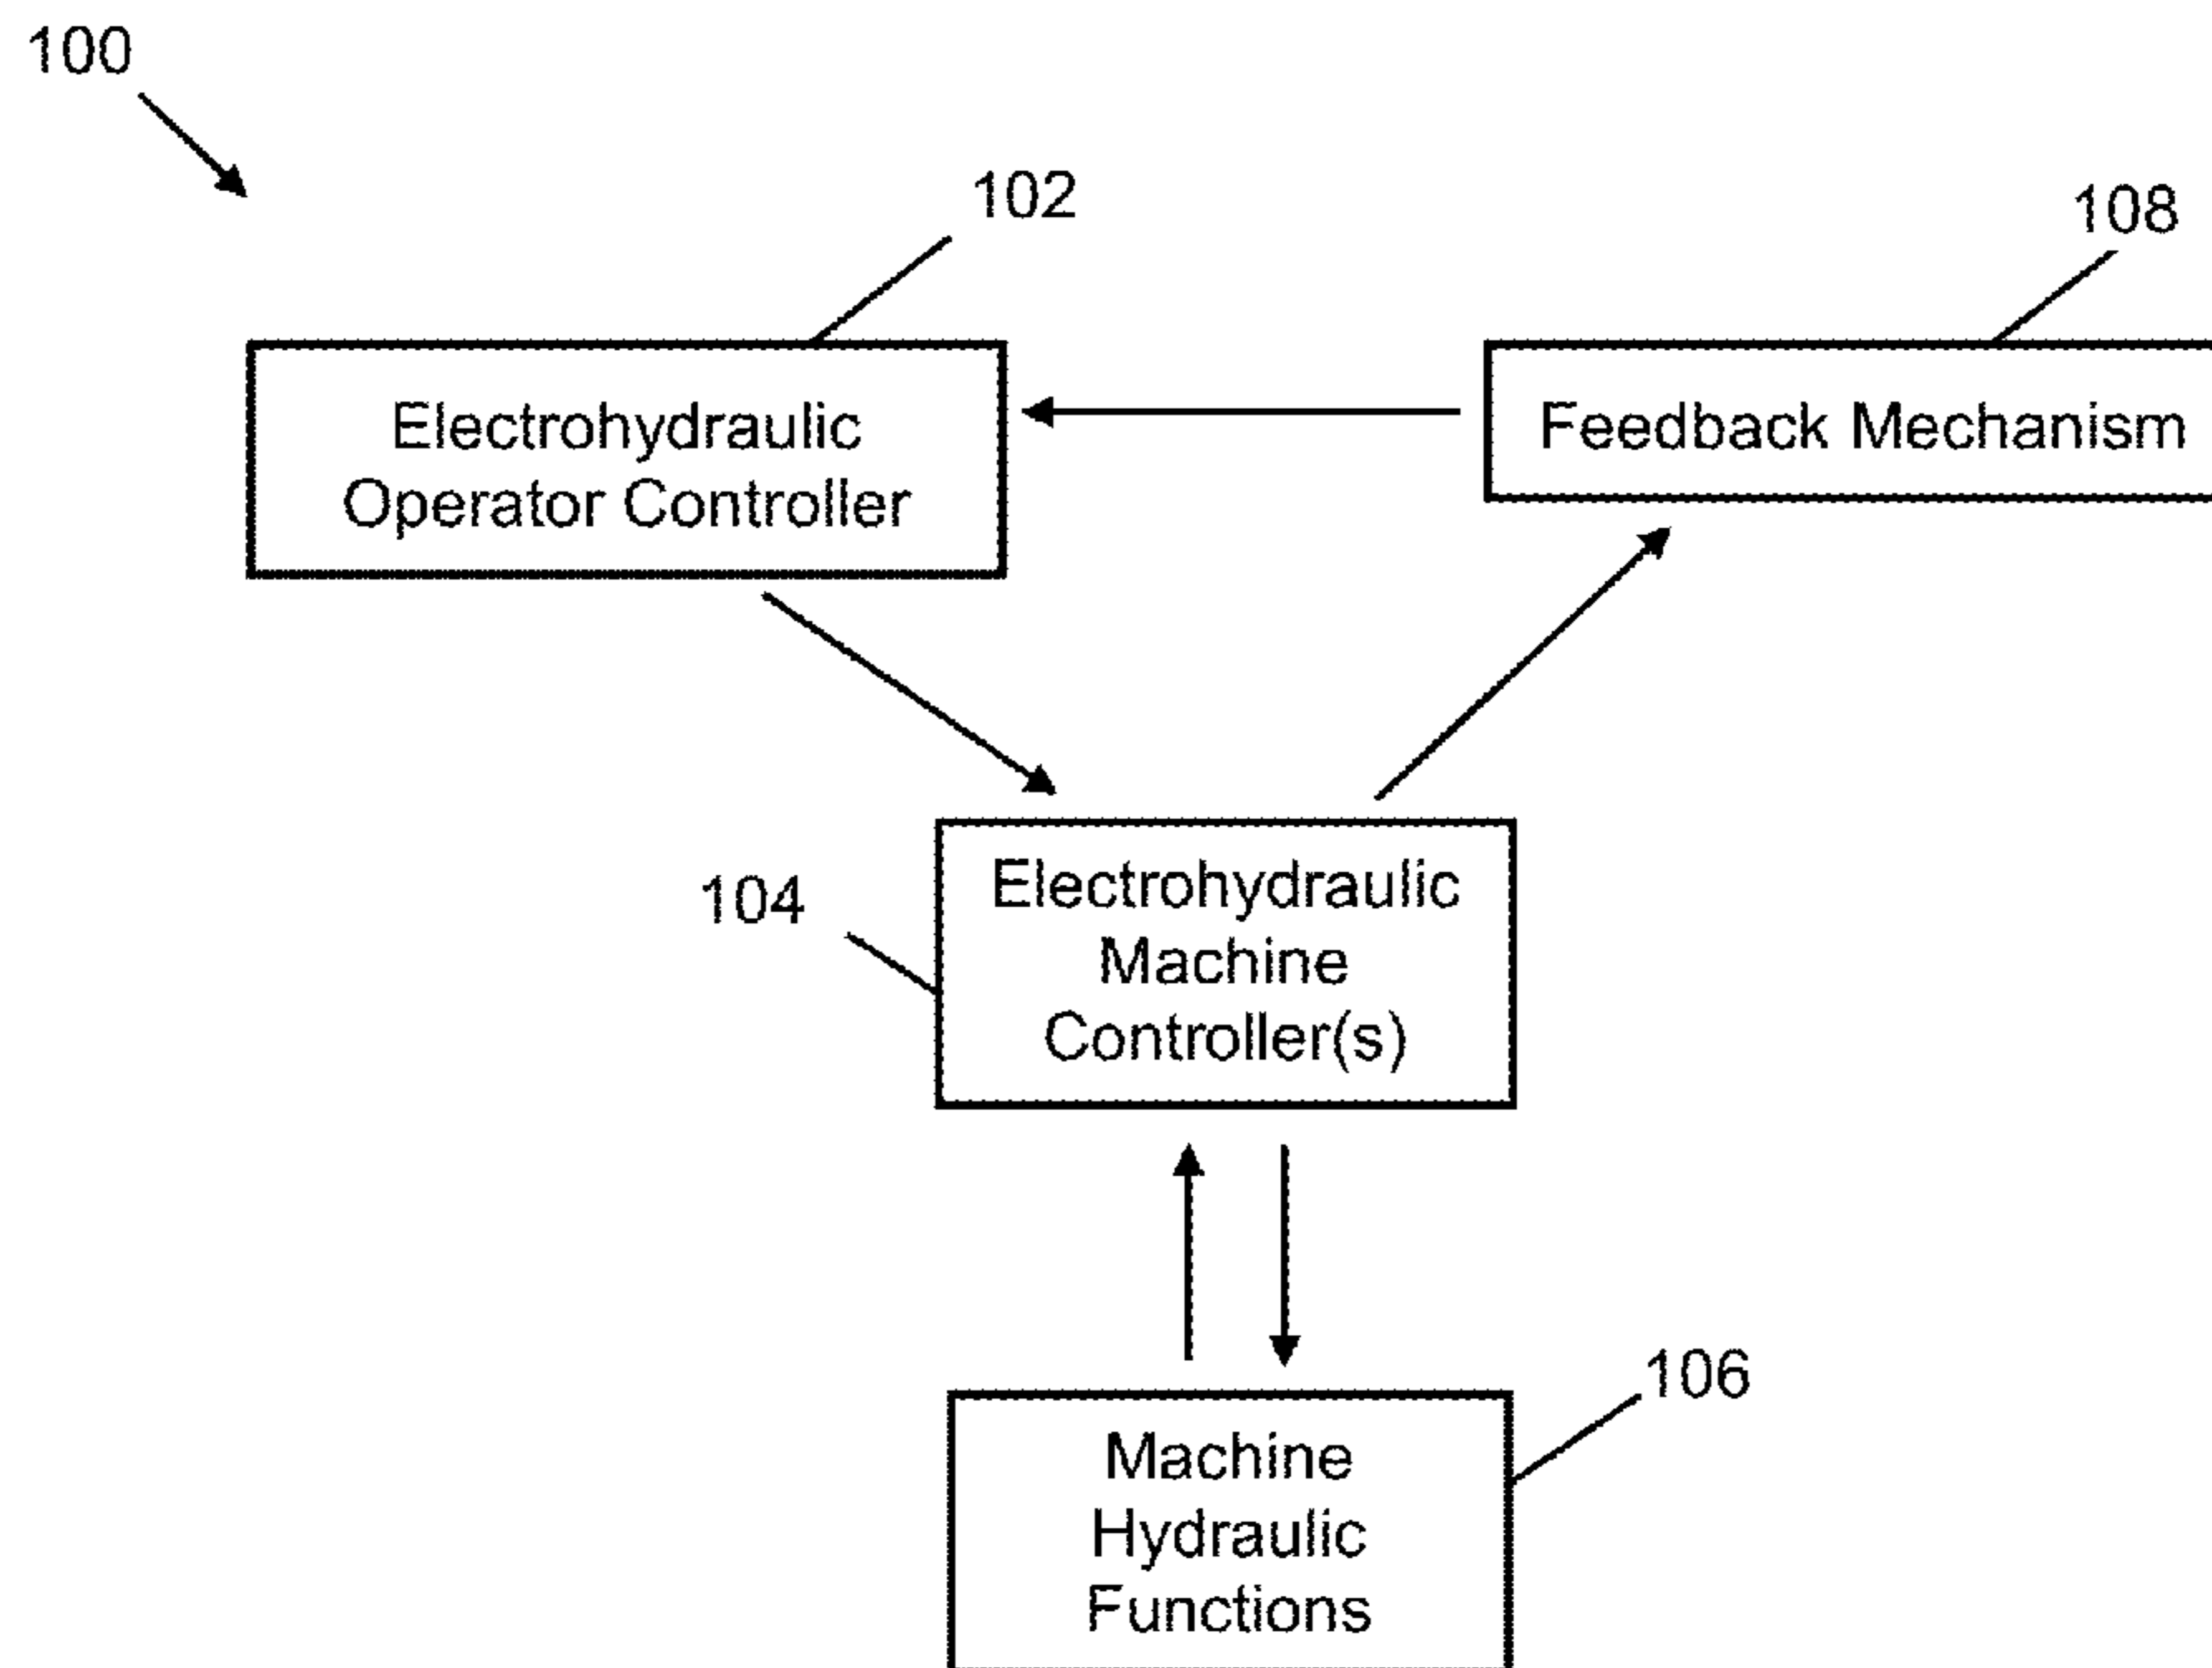 100
102
108
Electrohydraulic
Operator Controller
Feedback Mechanism
104
Electrohydraulic
Machine
Controller(s)
106
Machine
Hydraulic
Functions